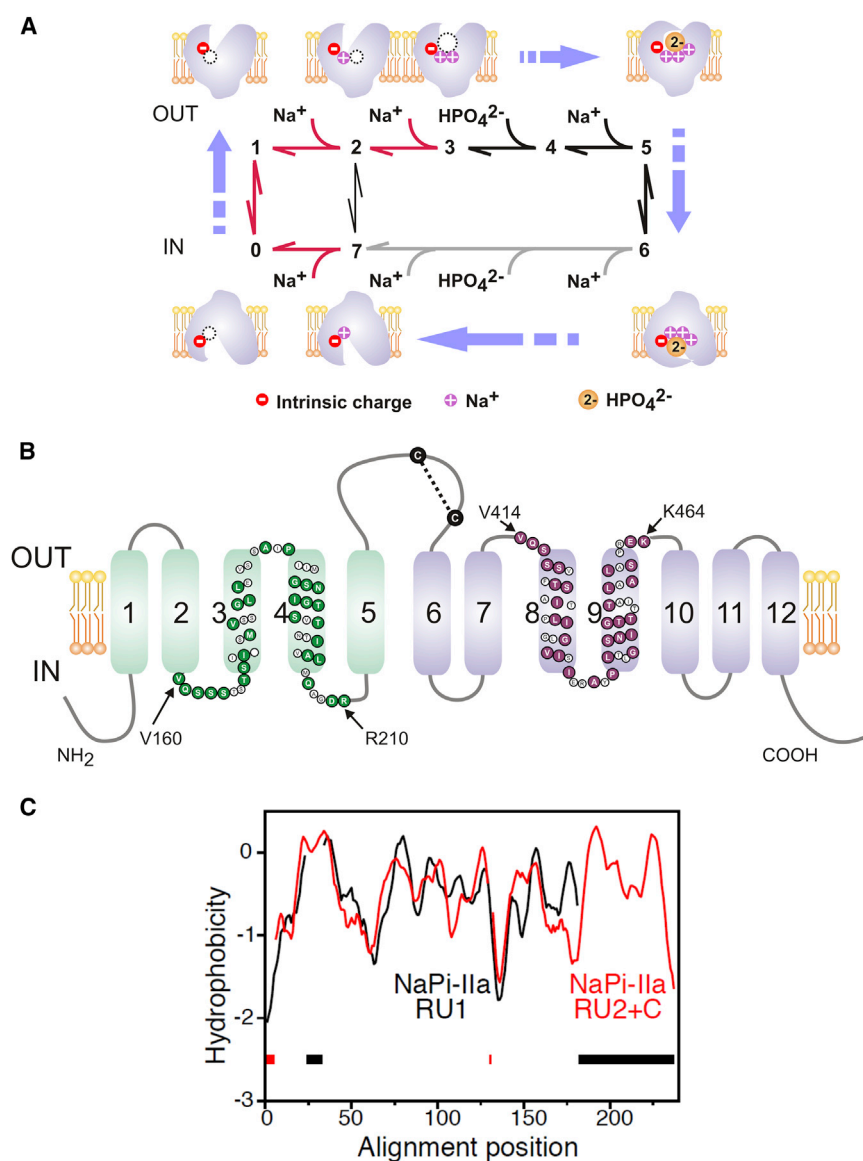 A
OUT
Na⁺ Na⁺ HPO₄²⁻ Na⁺
1 2 3 4 5
IN
0 7 6
Na⁺ Na⁺ HPO₄²⁻ Na⁺
2-
2-
Intrinsic charge Na⁺ 2- HPO₄²⁻
B
C
C
V414 K464
OUT
1 2 3 4 5 6 7 8 9 10 11 12
IN
V160 R210
NH₂ COOH
C
Hydrophobicity
0
-1
-2
-3
NaPi-IIa NaPi-IIa
RU1 RU2+C
0 50 100 150 200
Alignment position